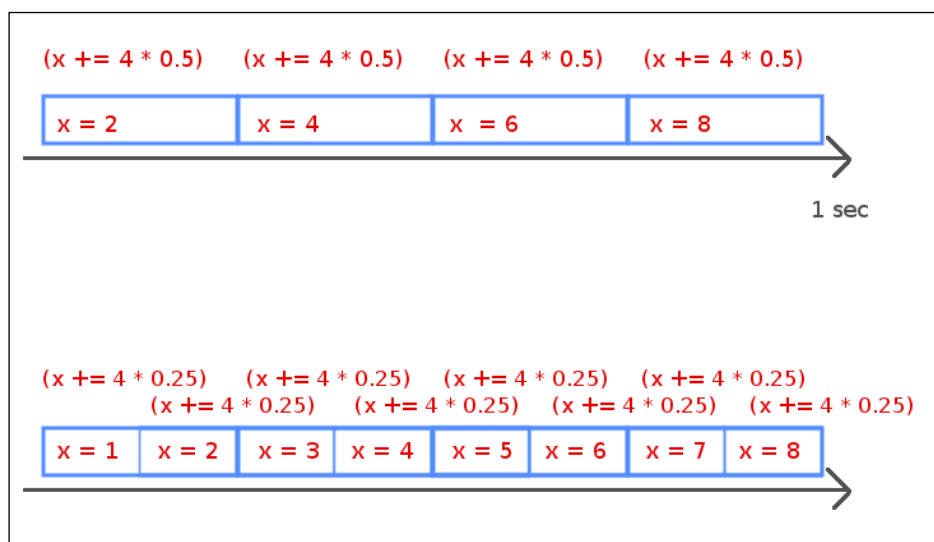 (x += 4 * 0.5) (x += 4 * 0.5) (x += 4 * 0.5) (x += 4 * 0.5)
x = 2 x = 4 x = 6 x = 8
1 sec
(x += 4 * 0.25) (x += 4 * 0.25) (x += 4 * 0.25) (x += 4 * 0.25)
(x += 4 * 0.25) (x += 4 * 0.25) (x += 4 * 0.25) (x += 4 * 0.25)
x = 1 x = 2 x = 3 x = 4 x = 5 x = 6 x = 7 x = 8